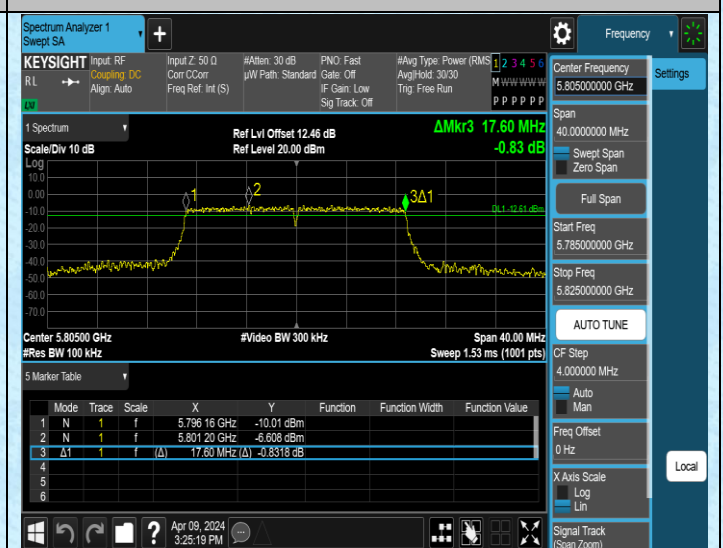 Spectrum Analyzer 1
Swept SA
Frequency
KEYSIGHT
RL
LXI
Input: RF
Coupling: DC
Align: Auto
Input Z: 50 Ω
Corr CCorr
Freq Ref: Int (S)
#Atten: 30 dB
µW Path: Standard
PNO: Fast
Gate: Off
IF Gain: Low
Sig Track: Off
#Avg Type: Power (RMS
Avg|Hold: 30/30
Trig: Free Run
1 2 3 4 5 6
M W W W W W
P P P P P P
Center Frequency
5.805000000 GHz
Settings
Span
40.0000000 MHz
Swept Span
Zero Span
Full Span
Start Freq
5.785000000 GHz
Stop Freq
5.825000000 GHz
AUTO TUNE
CF Step
4.000000 MHz
Auto
Man
Freq Offset
0 Hz
X Axis Scale
Log
Lin
Signal Track
(Span Zoom)
Local
1 Spectrum
Scale/Div 10 dB
Ref Lvl Offset 12.46 dB
Ref Level 20.00 dBm
ΔMkr3 17.60 MHz
-0.83 dB
Log
10.0
0.00
-10.0
-20.0
-30.0
-40.0
-50.0
-60.0
-70.0
1
2
3Δ1
DL1 -12.61 dBm
Center 5.80500 GHz
#Res BW 100 kHz
#Video BW 300 kHz
Span 40.00 MHz
Sweep 1.53 ms (1001 pts)
5 Marker Table
Mode Trace Scale X Y Function Function Width Function Value
1 N 1 f 5.796 16 GHz -10.01 dBm
2 N 1 f 5.801 20 GHz -6.608 dBm
3 Δ1 1 f (Δ) 17.60 MHz (Δ) -0.8318 dB
4
5
6
?
Apr 09, 2024
3:25:19 PM